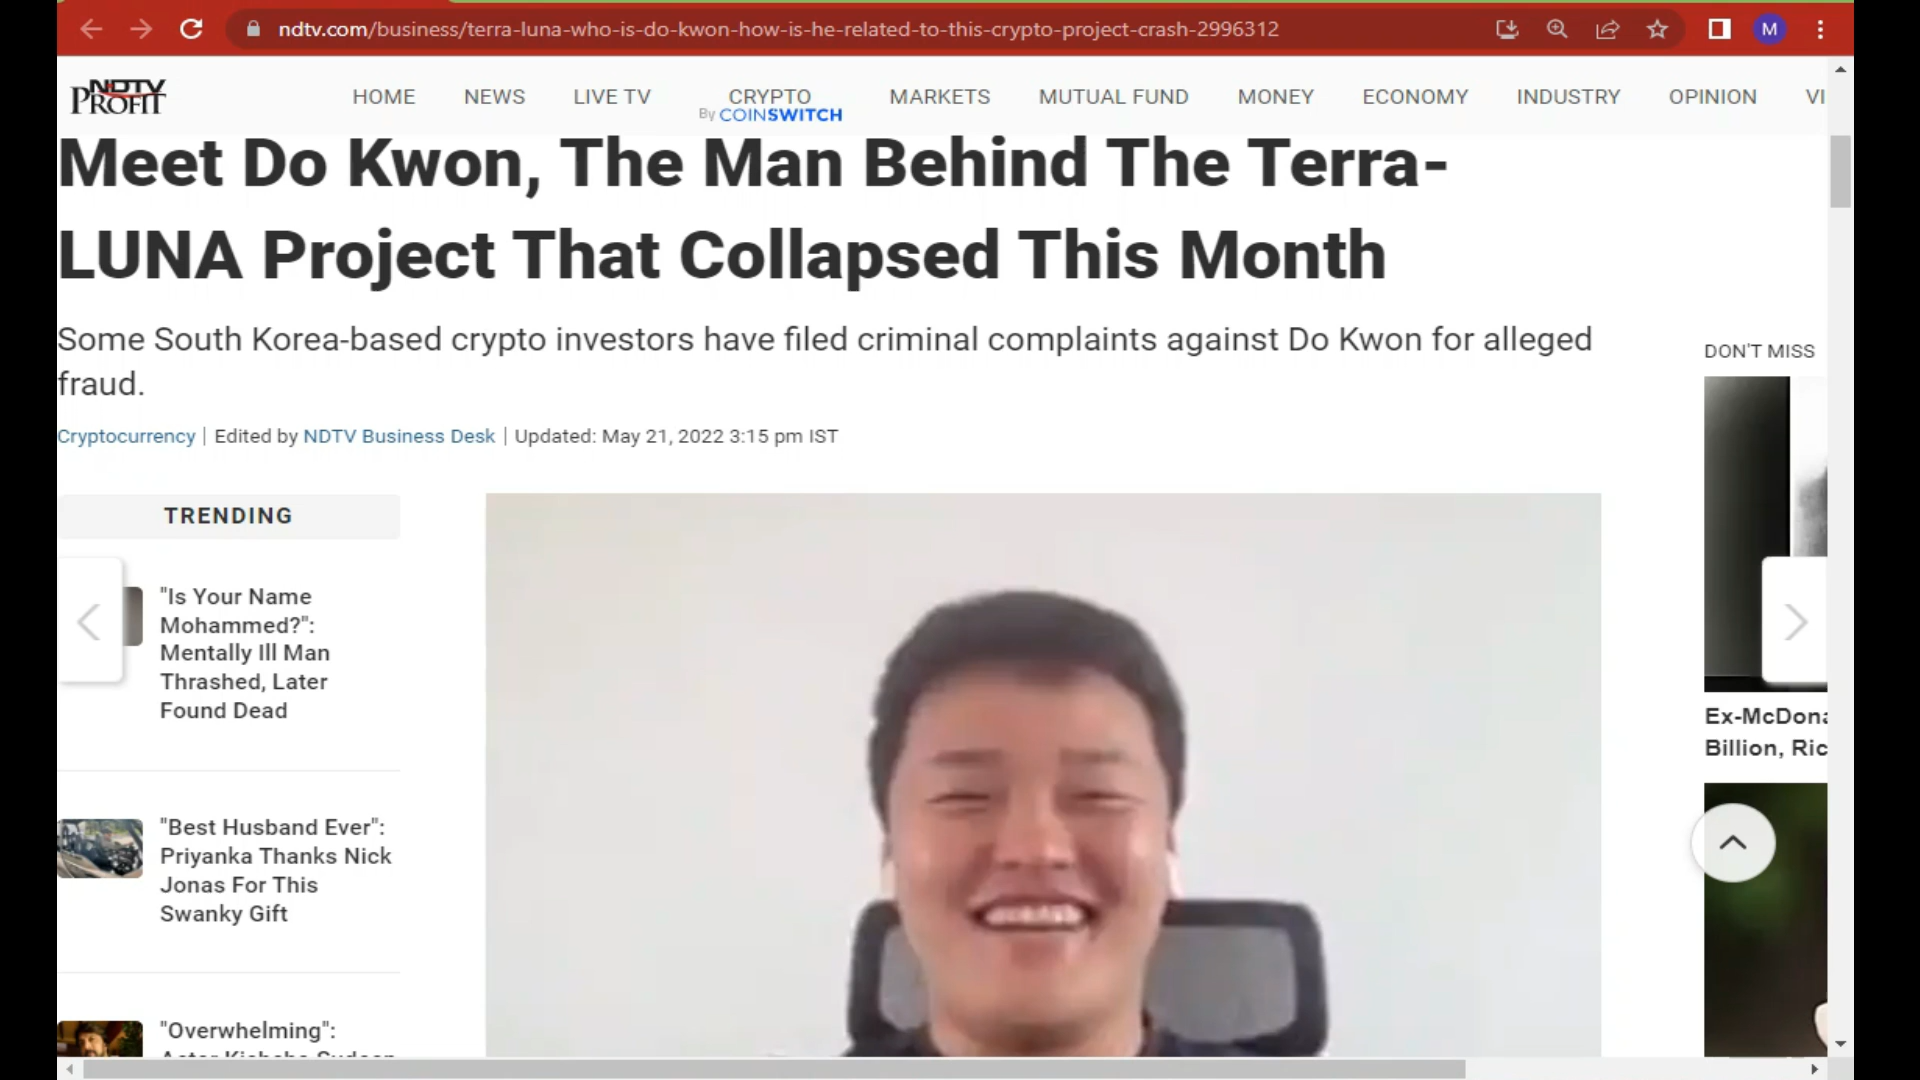 ndtv.com/business/terra-luna-who-is-do-kwon-how-is-he-related-to-this-crypto-project-crash-2996312
M
NDTV
PROFIT
HOME NEWS LIVE TV CRYPTO MARKETS MUTUAL FUND MONEY ECONOMY INDUSTRY OPINION VI
By COINSWITCH
Meet Do Kwon, The Man Behind The Terra-
LUNA Project That Collapsed This Month
Some South Korea-based crypto investors have filed criminal complaints against Do Kwon for alleged
fraud.
Cryptocurrency | Edited by NDTV Business Desk | Updated: May 21, 2022 3:15 pm IST
TRENDING
"Is Your Name
Mohammed?":
Mentally Ill Man
Thrashed, Later
Found Dead
"Best Husband Ever":
Priyanka Thanks Nick
Jonas For This
Swanky Gift
"Overwhelming":
DON'T MISS
Ex-McDona
Billion, Ric